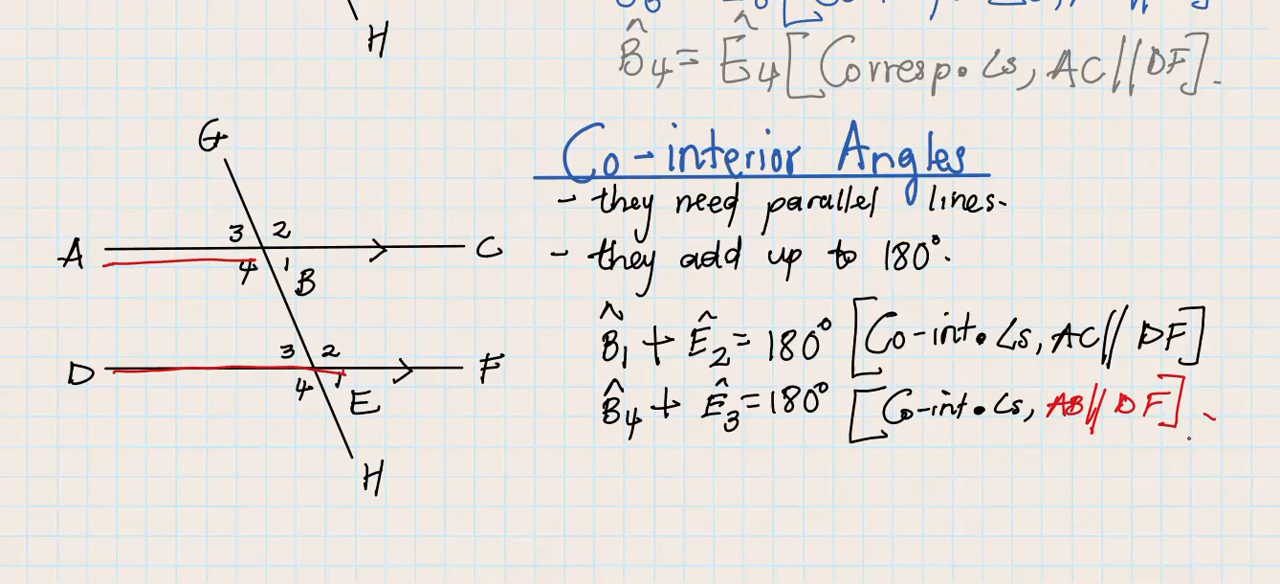 H
B̂4 = Ê4 [Corresp. ∠s, AC // DF].
G
Co-interior Angles
- they need parallel lines.
3 2
A C
- they add up to 180°.
4 1
B
B̂1 + Ê2 = 180° [Co-int. ∠s, AC // DF]
3 2
D F
4 1
E
B̂4 + Ê3 = 180° [Co-int. ∠s, AB // DF].
H